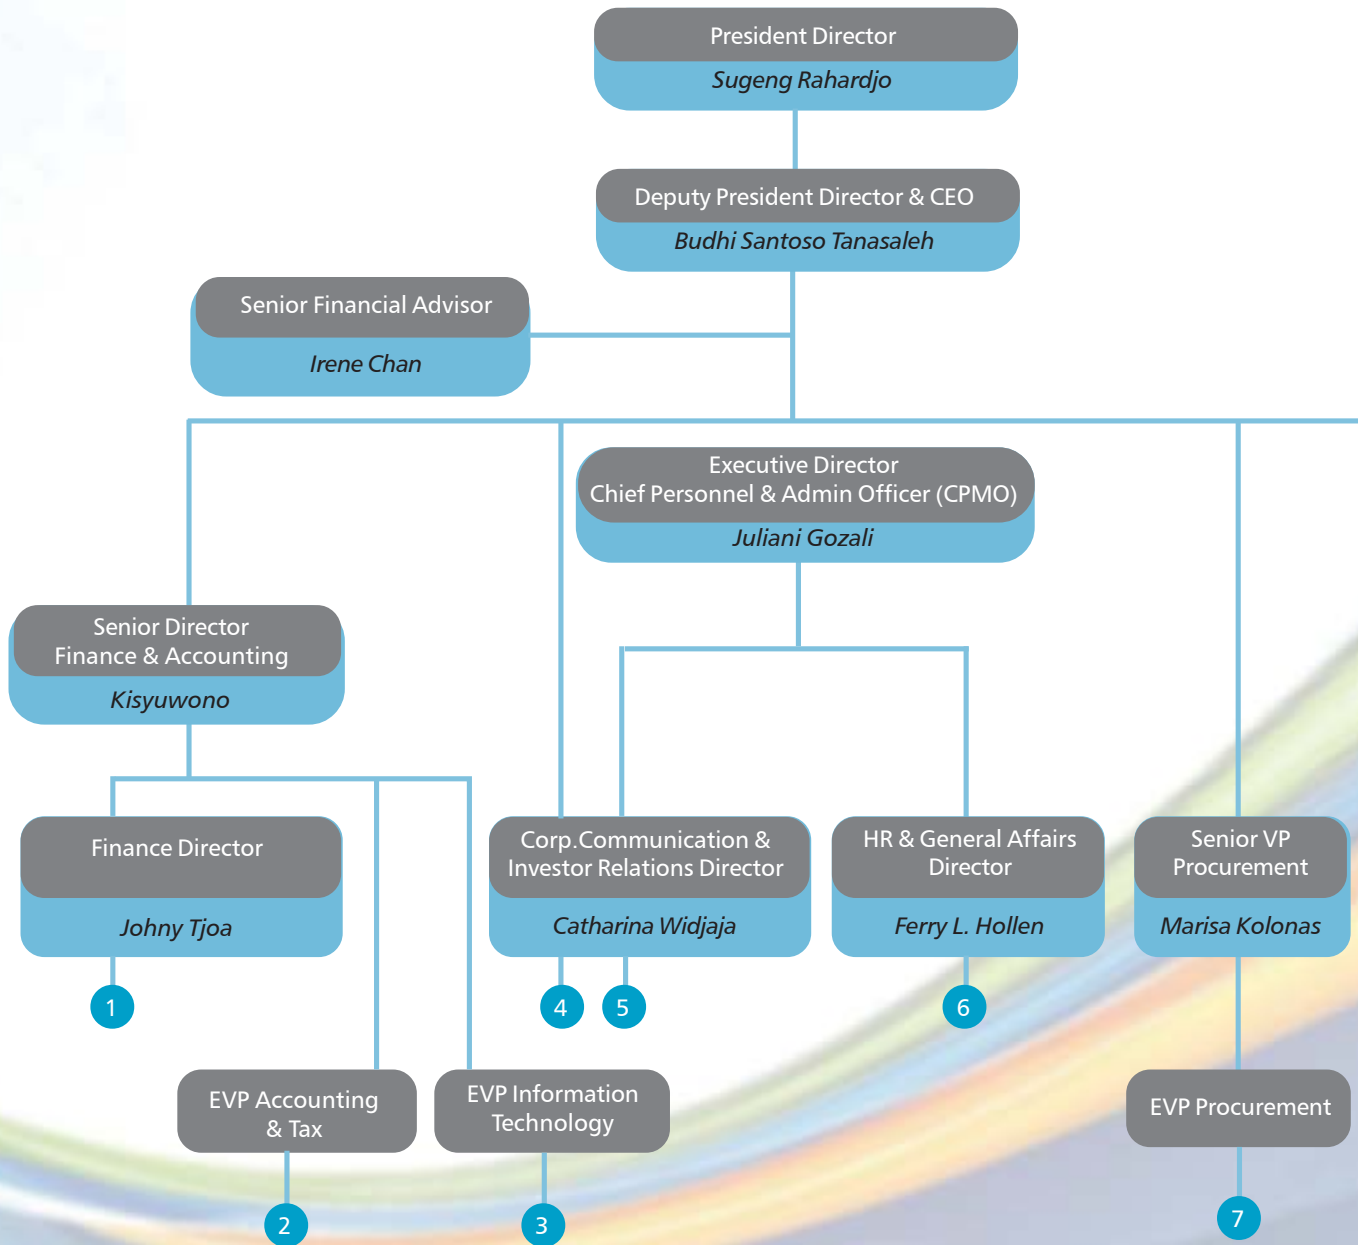 President Director
Sugeng Rahardjo
Deputy President Director & CEO
Budhi Santoso Tanasaleh
Senior Financial Advisor
Irene Chan
Executive Director
Chief Personnel & Admin Officer (CPMO)
Juliani Gozali
Senior Director
Finance & Accounting
Kisyuwono
Finance Director
Johny Tjoa
Corp.Communication &
Investor Relations Director
Catharina Widjaja
HR & General Affairs
Director
Ferry L. Hollen
Senior VP
Procurement
Marisa Kolonas
1
4
5
6
EVP Accounting
& Tax
EVP Information
Technology
EVP Procurement
2
3
7